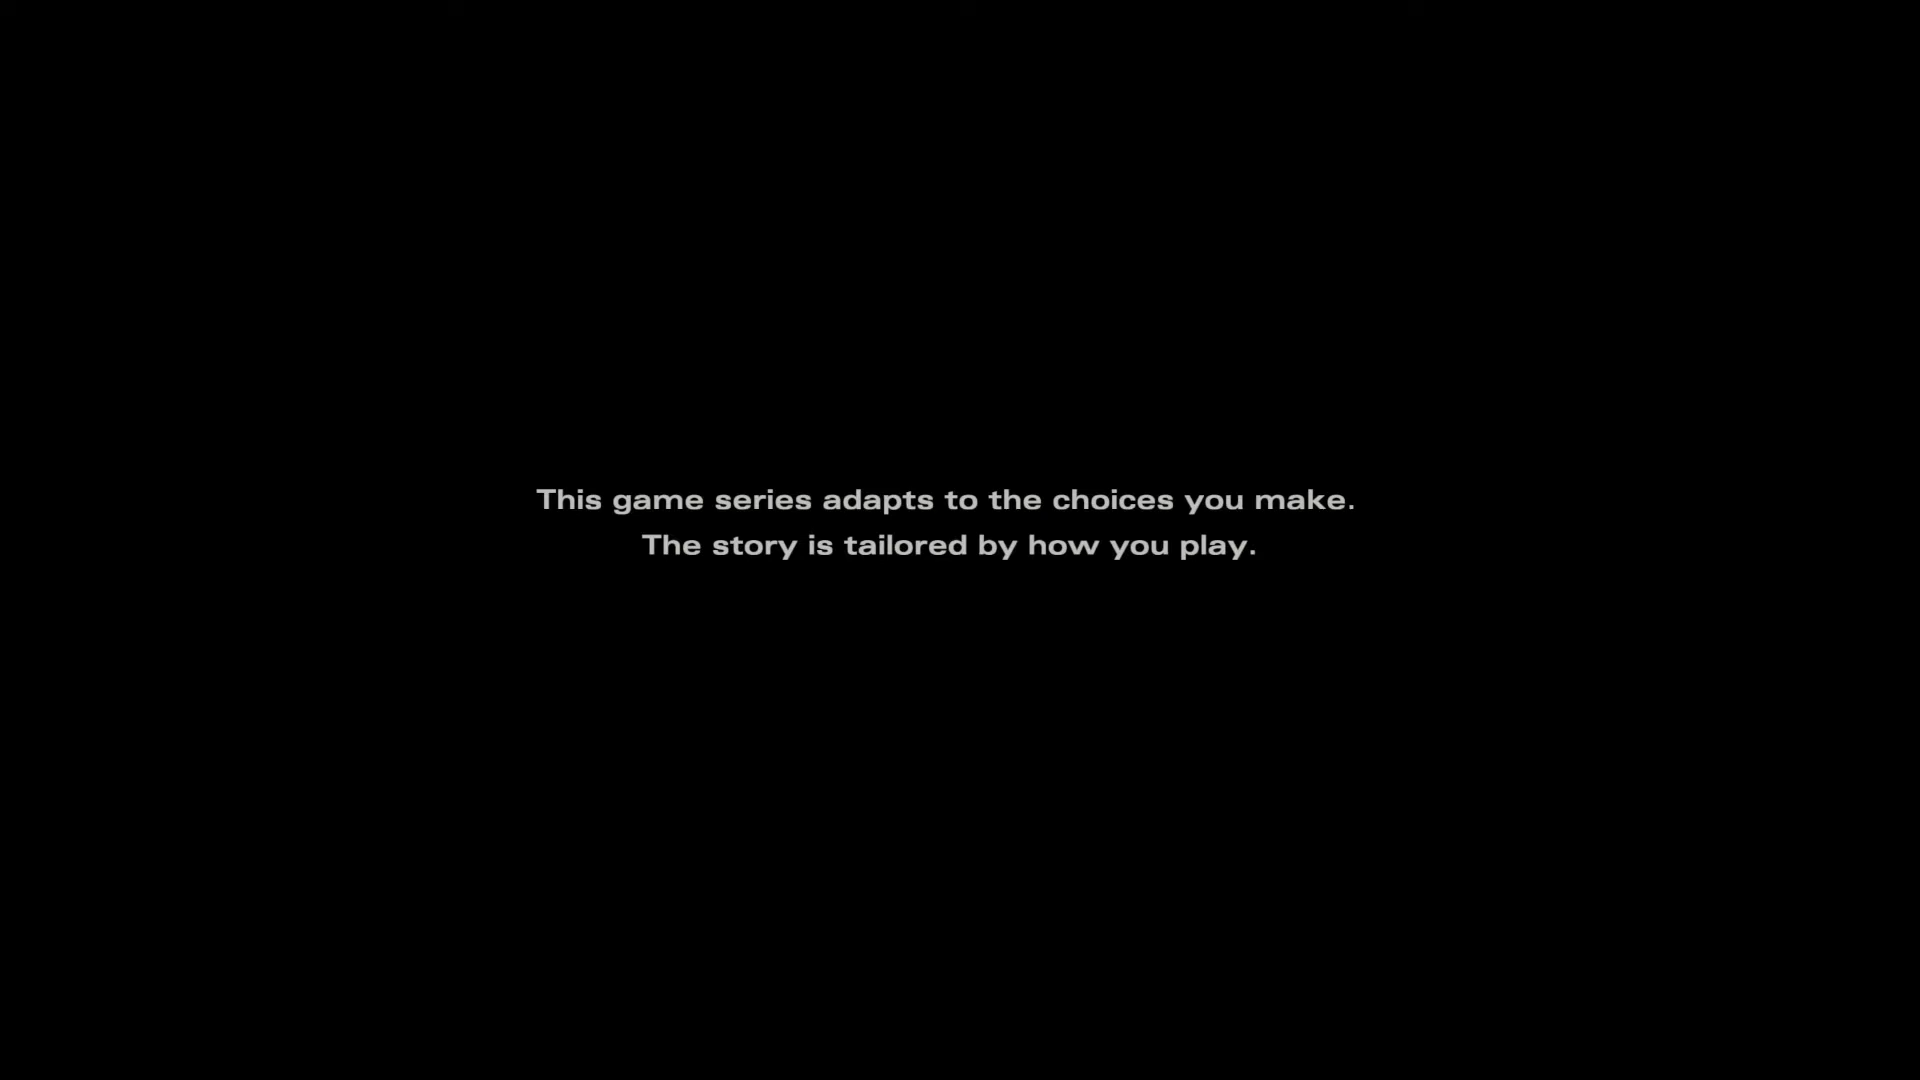 This game series adapts to the choices you make.
The story is tailored by how you play.